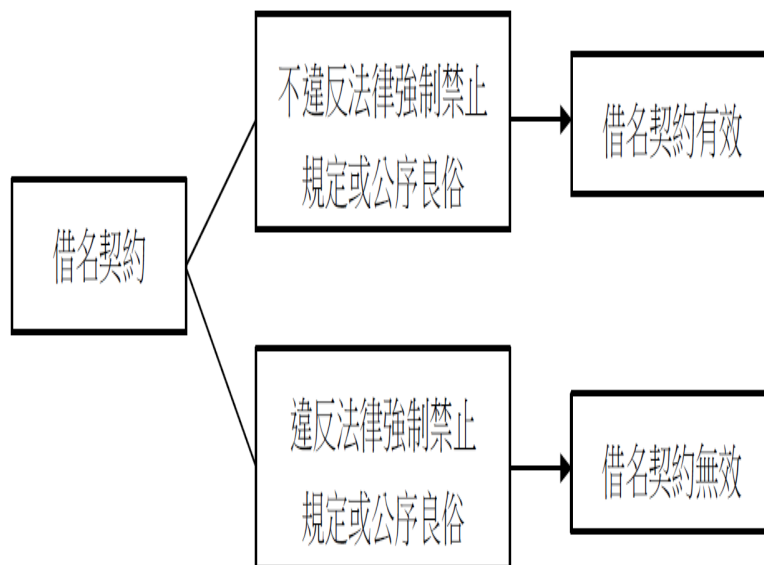 借名契約
不違反法律強制禁止
規定或公序良俗
借名契約有效
違反法律強制禁止
規定或公序良俗
借名契約無效